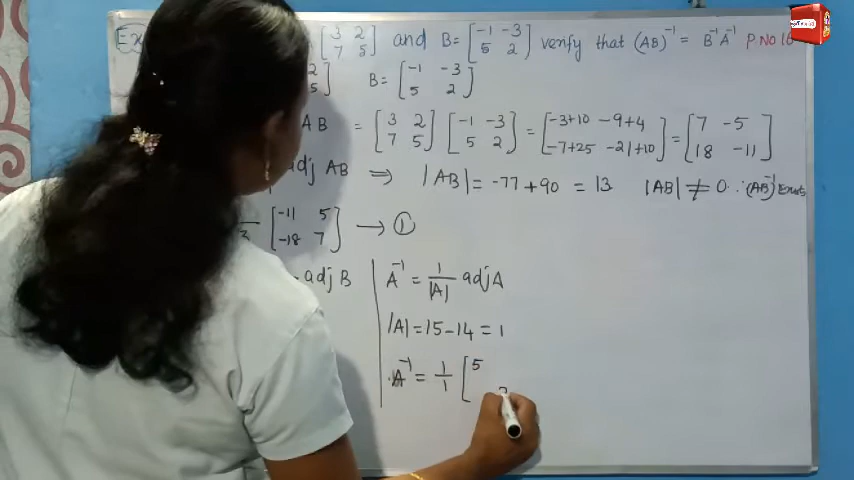 Ex [3 2 7 5] and B = [-1 -3 5 2] verify that (AB)⁻¹ = B⁻¹A⁻¹ P.NO 16
2 5] B = [-1 -3 5 2]
AB = [3 2 7 5] [-1 -3 5 2] = [-3+10 -9+4 -7+25 -21+10] = [7 -5 18 -11]
adj AB ⇒ |AB| = -77 + 90 = 13 |AB| ≠ 0 ∴ (AB)⁻¹ Exists
[-11 5 -18 7] → ①
adj B A⁻¹ = 1/|A| adj A
|A| = 15 - 14 = 1
A⁻¹ = 1/1 [5